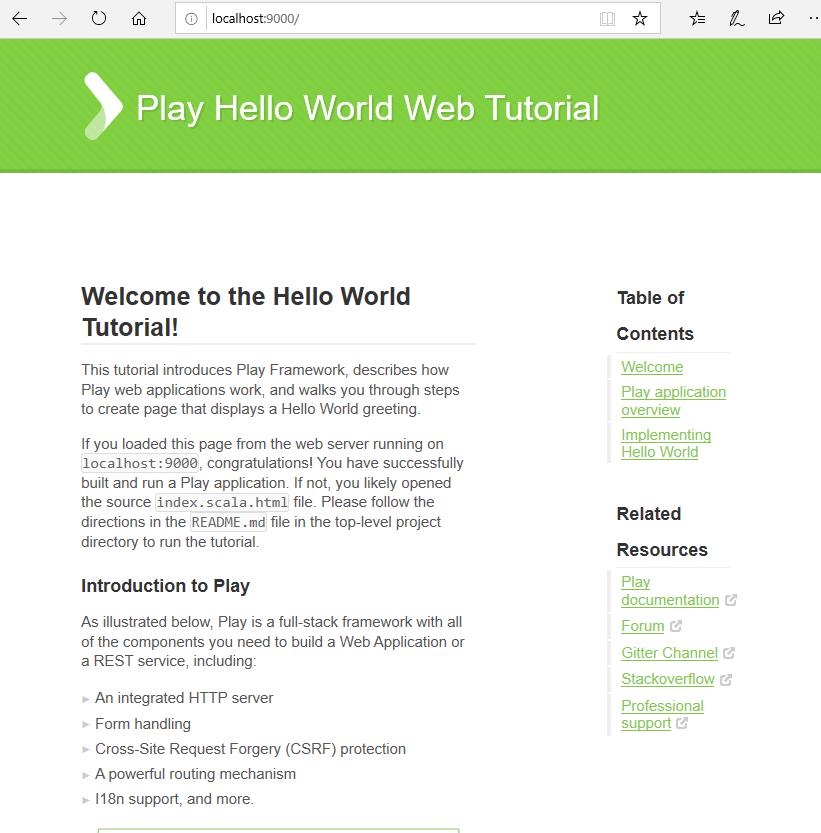 localhost:9000/
Play Hello World Web Tutorial
Welcome to the Hello World
Tutorial!
This tutorial introduces Play Framework, describes how
Play web applications work, and walks you through steps
to create page that displays a Hello World greeting.
If you loaded this page from the web server running on
localhost:9000, congratulations! You have successfully
built and run a Play application. If not, you likely opened
the source index.scala.html file. Please follow the
directions in the README.md file in the top-level project
directory to run the tutorial.
Introduction to Play
As illustrated below, Play is a full-stack framework with all
of the components you need to build a Web Application or
a REST service, including:
An integrated HTTP server
Form handling
Cross-Site Request Forgery (CSRF) protection
A powerful routing mechanism
I18n support, and more.
Table of
Contents
Welcome
Play application
overview
Implementing
Hello World
Related
Resources
Play
documentation
Forum
Gitter Channel
Stackoverflow
Professional
support